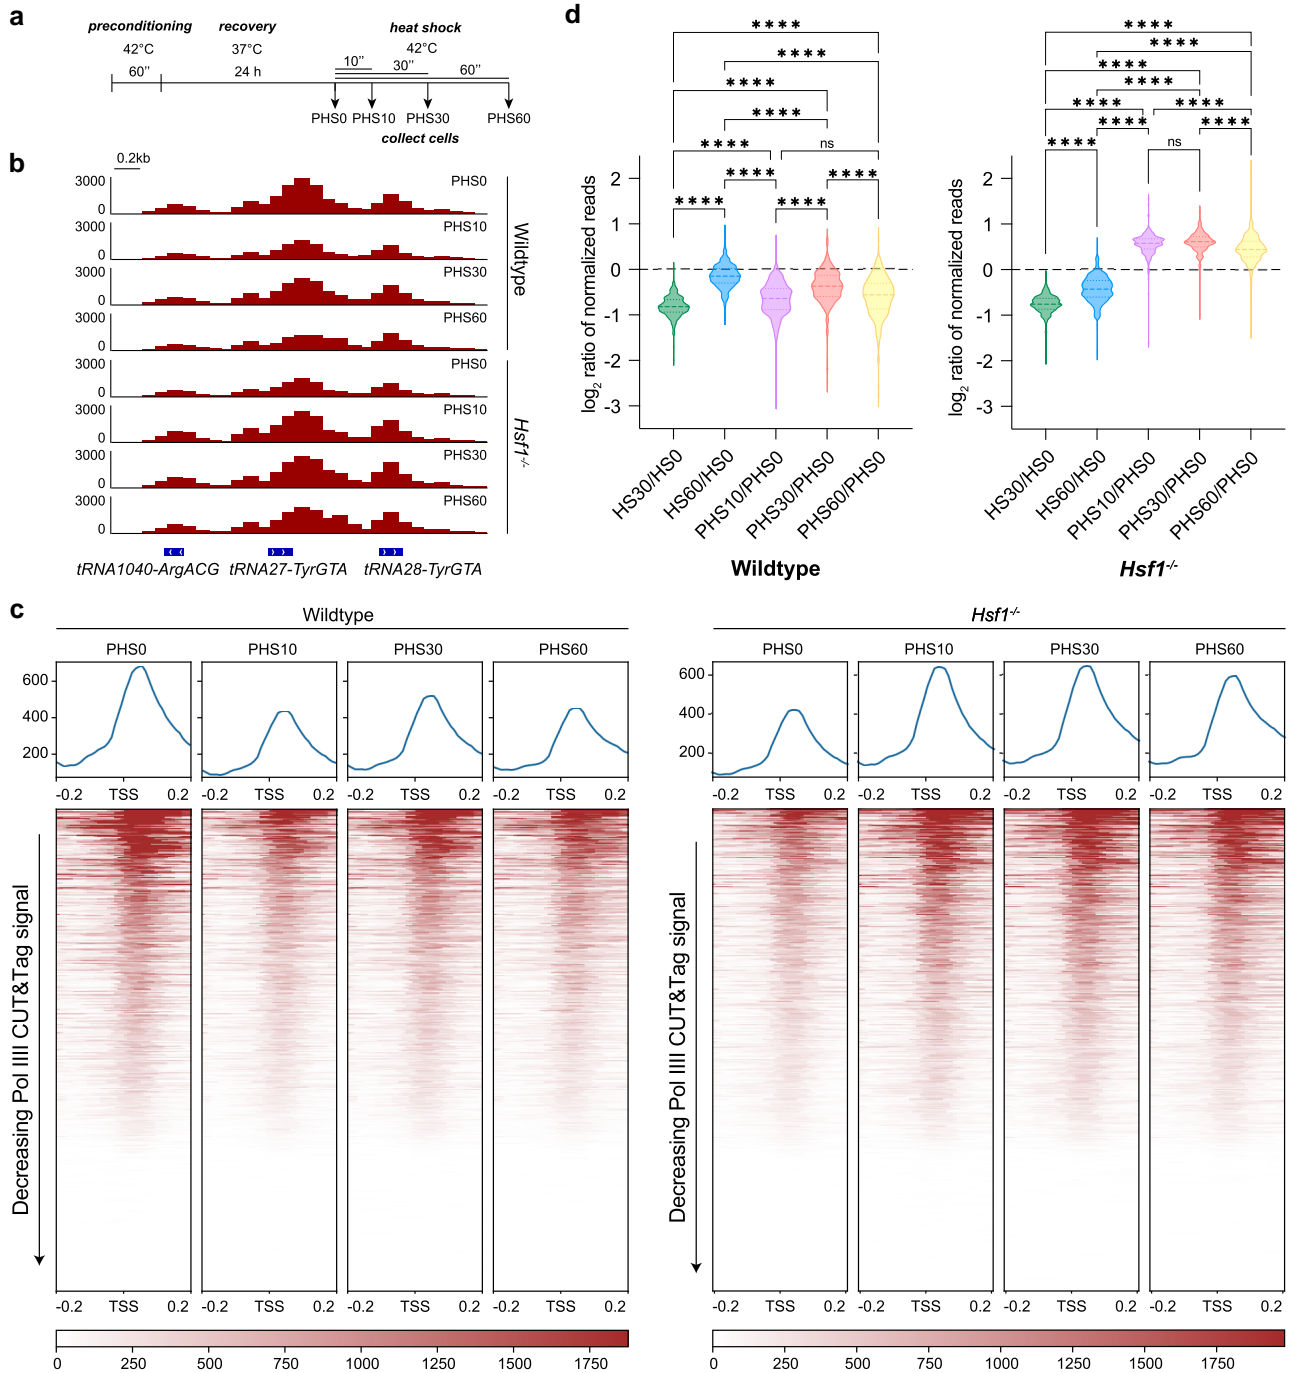 a
preconditioning recovery heat shock
42°C 37°C 42°C
60’’ 24 h 10’’ 30’’ 60’’
PHS0 PHS10 PHS30 PHS60
collect cells
b
0.2kb
3000 PHS0
0
3000 PHS10
0
3000 PHS30
0
3000 PHS60
0
Wildtype
3000 PHS0
0
3000 PHS10
0
3000 PHS30
0
3000 PHS60
0
Hsf1-/-
tRNA1040-ArgACG tRNA27-TyrGTA tRNA28-TyrGTA
d
****
****
****
****
**** ns
**** ****
**** ****
log2 ratio of normalized reads
2
1
0
-1
-2
-3
HS30/HS0
HS60/HS0
PHS10/PHS0
PHS30/PHS0
PHS60/PHS0
Wildtype
****
****
****
****
**** ****
**** ****
**** ns
log2 ratio of normalized reads
2
1
0
-1
-2
-3
HS30/HS0
HS60/HS0
PHS10/PHS0
PHS30/PHS0
PHS60/PHS0
Hsf1-/-
c
Wildtype
PHS0 PHS10 PHS30 PHS60
600
400
200
-0.2 TSS 0.2 -0.2 TSS 0.2 -0.2 TSS 0.2 -0.2 TSS 0.2
Decreasing Pol IIII CUT&Tag signal
-0.2 TSS 0.2 -0.2 TSS 0.2 -0.2 TSS 0.2 -0.2 TSS 0.2
0 250 500 750 1000 1250 1500 1750
Hsf1-/-
PHS0 PHS10 PHS30 PHS60
600
400
200
-0.2 TSS 0.2 -0.2 TSS 0.2 -0.2 TSS 0.2 -0.2 TSS 0.2
Decreasing Pol IIII CUT&Tag signal
-0.2 TSS 0.2 -0.2 TSS 0.2 -0.2 TSS 0.2 -0.2 TSS 0.2
0 250 500 750 1000 1250 1500 1750